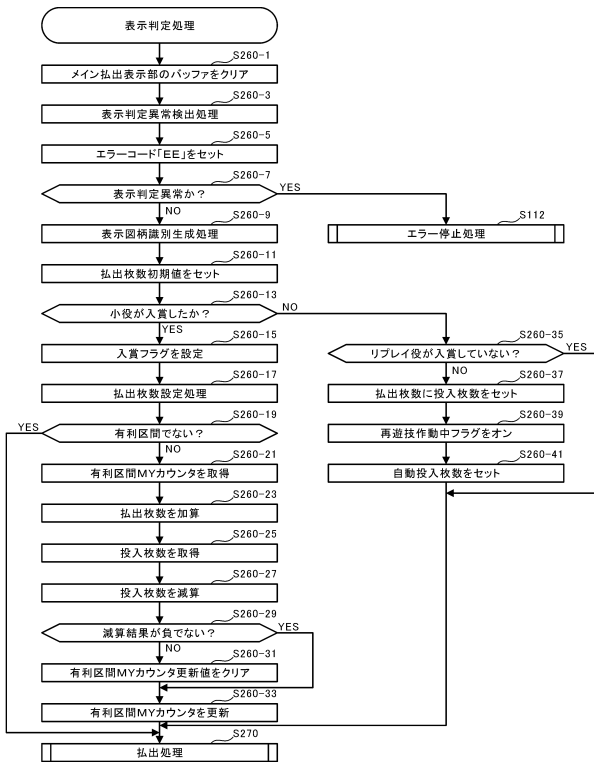 表示判定処理
S260-1
メイン払出表示部のバッファをクリア
S260-3
表示判定異常検出処理
S260-5
エラーコード「EE」をセット
S260-7
表示判定異常か？
YES
NO
S260-9
表示図柄識別生成処理
S112
エラー停止処理
S260-11
払出枚数初期値をセット
S260-13
小役が入賞したか？
NO
YES
S260-15
入賞フラグを設定
S260-35
リプレイ役が入賞していない？
YES
NO
S260-17
払出枚数設定処理
S260-37
払出枚数に投入枚数をセット
S260-19
YES
有利区間でない？
NO
S260-39
再遊技作動中フラグをオン
S260-21
有利区間MYカウンタを取得
S260-41
自動投入枚数をセット
S260-23
払出枚数を加算
S260-25
投入枚数を取得
S260-27
投入枚数を減算
S260-29
減算結果が負でない？
YES
NO
S260-31
有利区間MYカウンタ更新値をクリア
S260-33
有利区間MYカウンタを更新
S270
払出処理